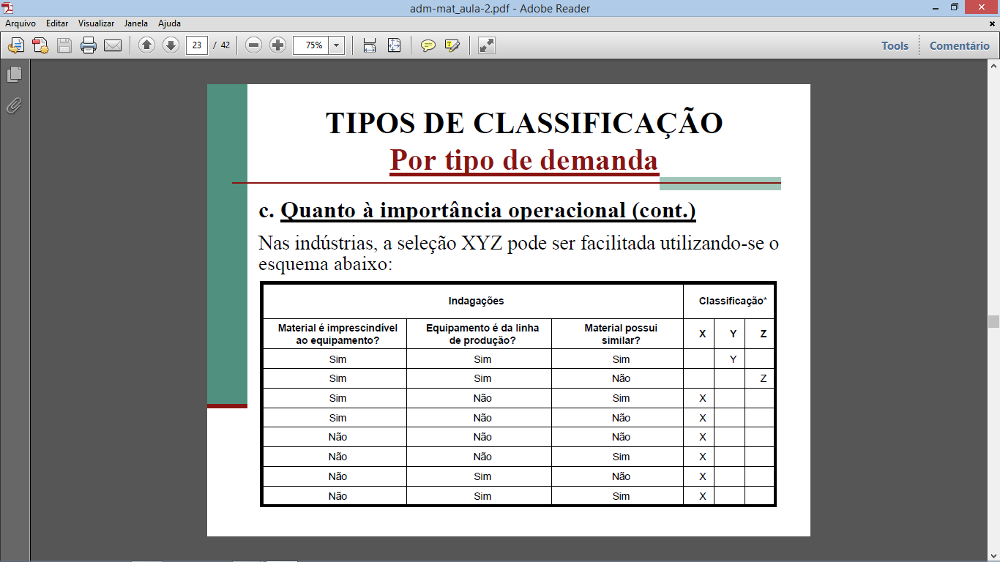 adm-mat_aula-2.pdf - Adobe Reader
Arquivo Editar Visualizar Janela Ajuda
23 / 42 75% Tools Comentário
TIPOS DE CLASSIFICAÇÃO
Por tipo de demanda
c. Quanto à importância operacional (cont.)
Nas indústrias, a seleção XYZ pode ser facilitada utilizando-se o
esquema abaixo:
Indagações Classificação*
Material é imprescindível Equipamento é da linha Material possui
ao equipamento? de produção? similar? X Y Z
Sim Sim Sim Y
Sim Sim Não Z
Sim Não Sim X
Sim Não Não X
Não Não Não X
Não Não Sim X
Não Sim Não X
Não Sim Sim X